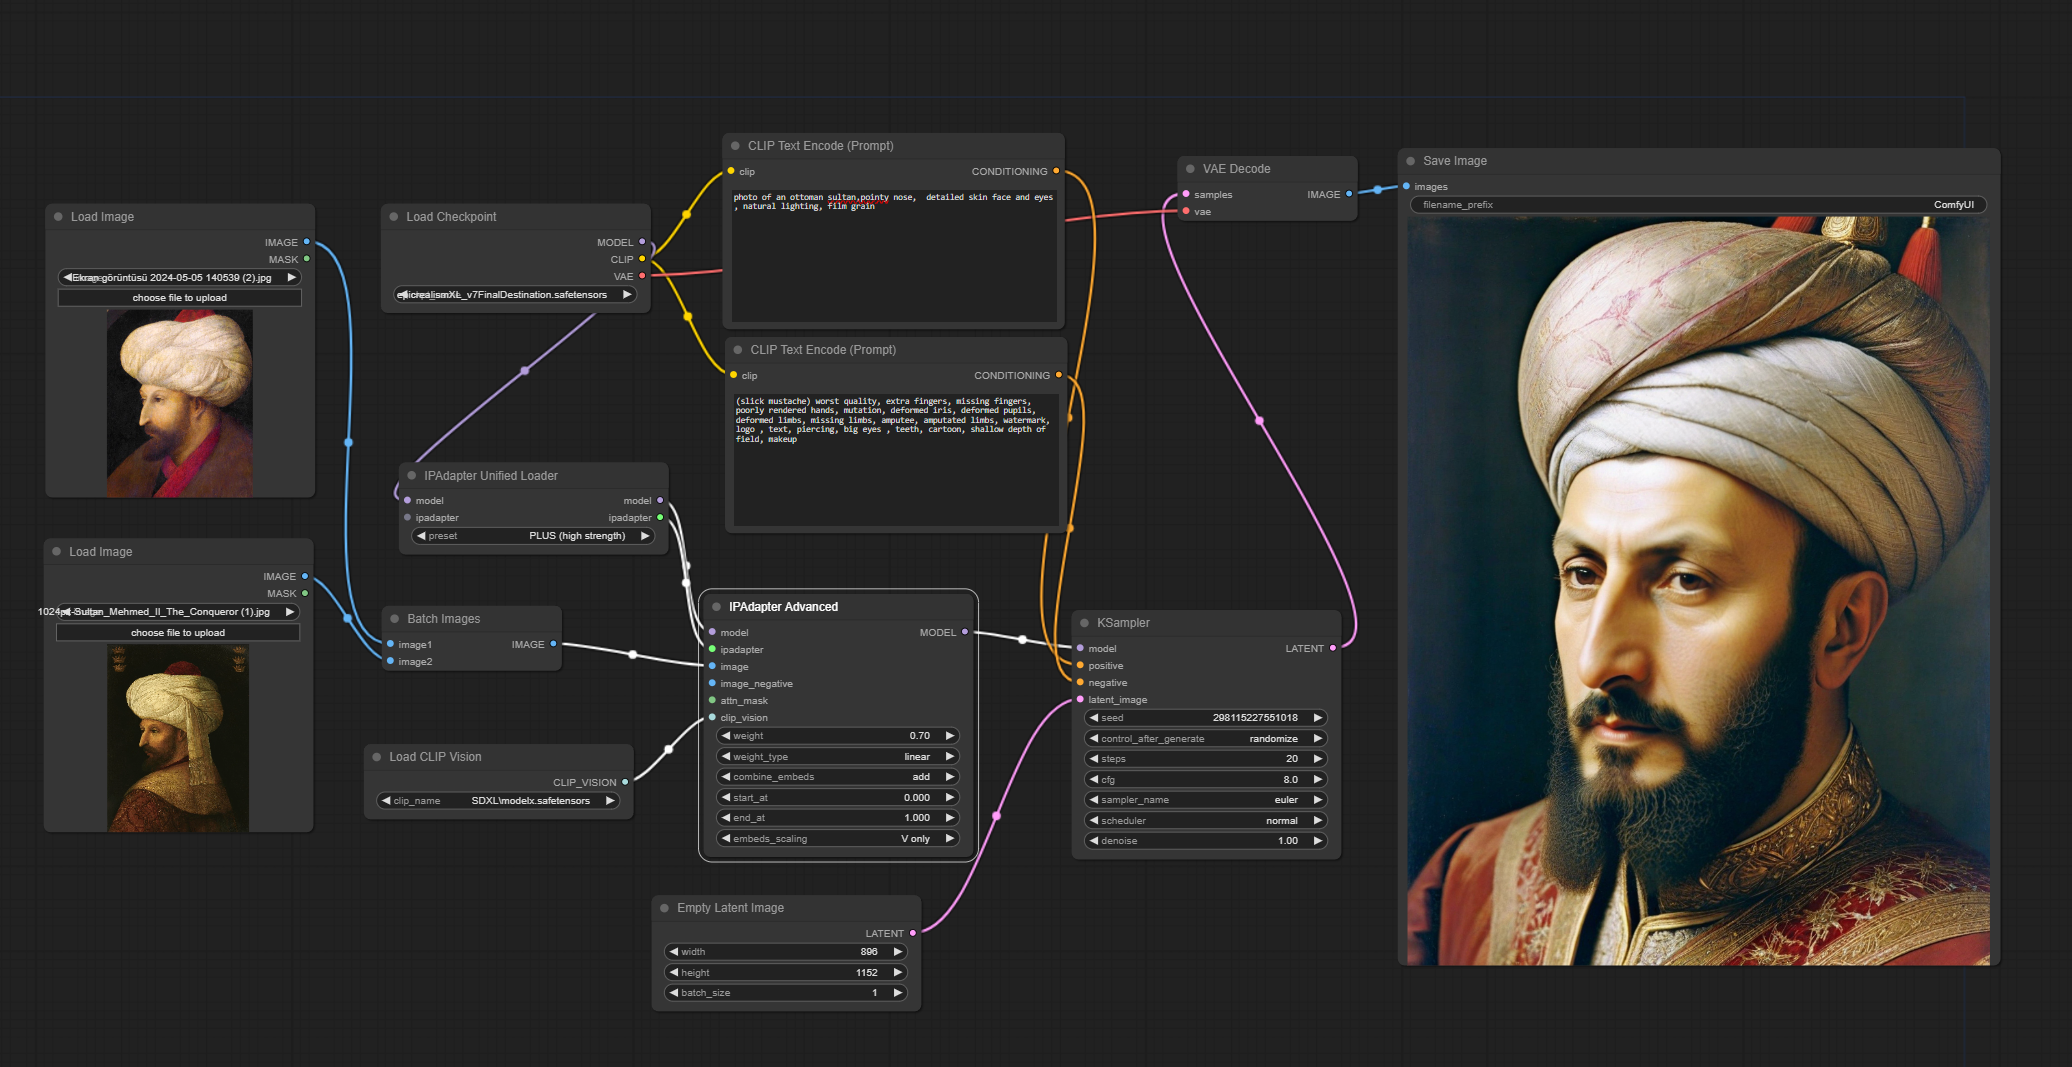 Load Image
IMAGE
MASK
Ekran görüntüsü 2024-05-05 140539 (2).jpg
choose file to upload
Load Image
IMAGE
MASK
Sultan_Mehmed_II_The_Conqueror (1).jpg
choose file to upload
Load Checkpoint
MODEL
CLIP
VAE
epicrealismXL_v7FinalDestination.safetensors
IPAdapter Unified Loader
model model
ipadapter ipadapter
preset PLUS (high strength)
Batch Images
image1 IMAGE
image2
Load CLIP Vision
CLIP_VISION
clip_name SDXL\modelx.safetensors
CLIP Text Encode (Prompt)
clip CONDITIONING
photo of an ottoman sultan,pointy nose,  detailed skin face and eyes
, natural lighting, film grain
CLIP Text Encode (Prompt)
clip CONDITIONING
(slick mustache) worst quality, extra fingers, missing fingers,
poorly rendered hands, mutation, deformed iris, deformed pupils,
deformed limbs, missing limbs, amputee, amputated limbs, watermark,
logo , text, piercing, big eyes , teeth, cartoon, shallow depth of
field, makeup
IPAdapter Advanced
model MODEL
ipadapter
image
image_negative
attn_mask
clip_vision
weight 0.70
weight_type linear
combine_embeds add
start_at 0.000
end_at 1.000
embeds_scaling V only
Empty Latent Image
LATENT
width 896
height 1152
batch_size 1
KSampler
model LATENT
positive
negative
latent_image
seed 298115227551018
control_after_generate randomize
steps 20
cfg 8.0
sampler_name euler
scheduler normal
denoise 1.00
VAE Decode
samples IMAGE
vae
Save Image
images
filename_prefix ComfyUI